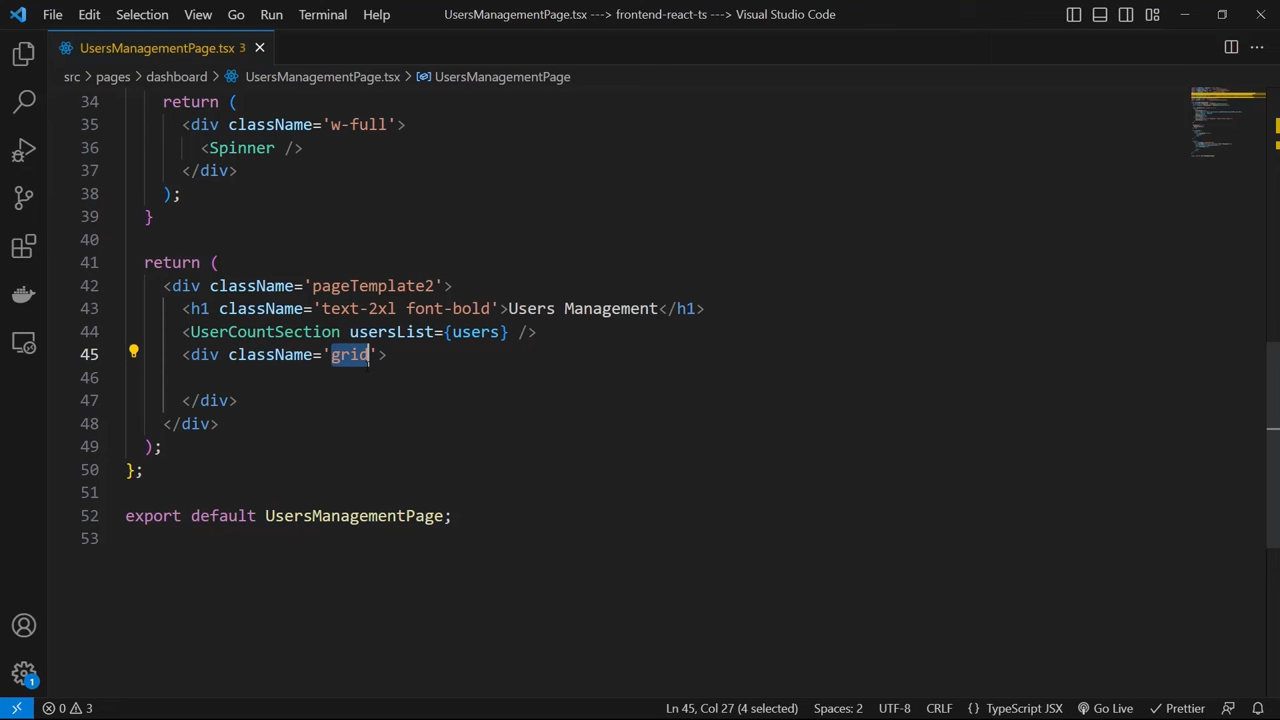 File Edit Selection View Go Run Terminal Help UsersManagementPage.tsx ---> frontend-react-ts ---> Visual Studio Code
UsersManagementPage.tsx 3
src > pages > dashboard > UsersManagementPage.tsx > UsersManagementPage
34 return (
35 <div className='w-full'>
36 <Spinner />
37 </div>
38 );
39 }
40
41 return (
42 <div className='pageTemplate2'>
43 <h1 className='text-2xl font-bold'>Users Management</h1>
44 <UserCountSection usersList={users} />
45 <div className='grid'>
46
47 </div>
48 </div>
49 );
50 };
51
52 export default UsersManagementPage;
53
1
0 3 Ln 45, Col 27 (4 selected) Spaces: 2 UTF-8 CRLF { } TypeScript JSX Go Live Prettier